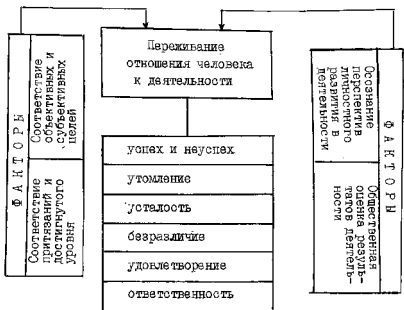 Переживание
отношения человека
к деятельности
ФАКТОРЫ
Соответствие
объективных и
субъективных
целей
Соответствие
притязаний и
достигнутого
уровня
успех и неуспех
утомление
усталость
безразличие
удовлетворение
ответственность
Осознание
перспектив
личностного
развития в
деятельности
Общественная
оценка резуль-
татов деятель-
ности
ФАКТОРЫ